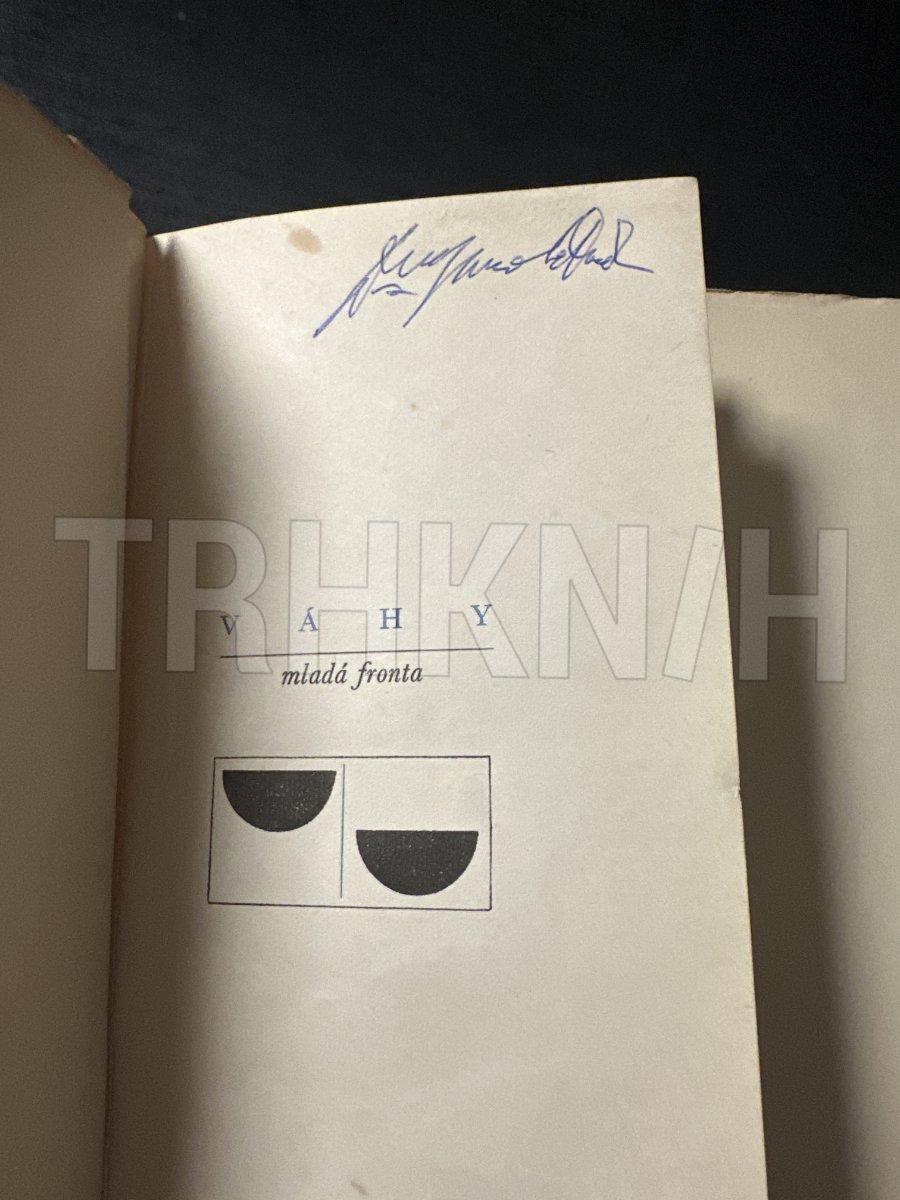 V Á H Y
mladá fronta
TRHKNIH